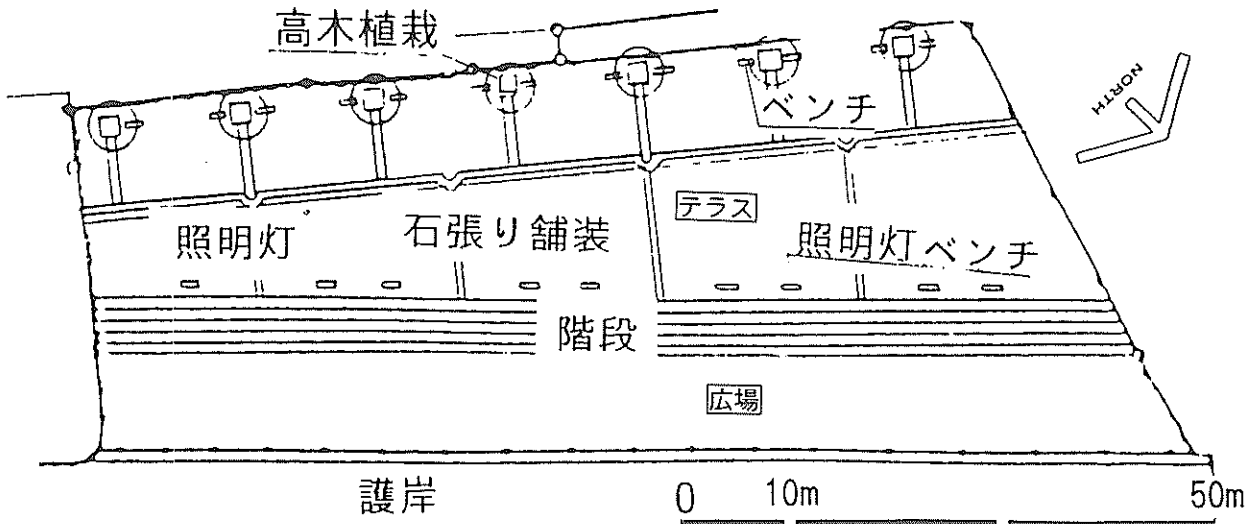 高木植栽
NORTH
ベンチ
テラス
照明灯
石張り舗装
照明灯
ベンチ
階段
広場
護岸
0 10m 50m